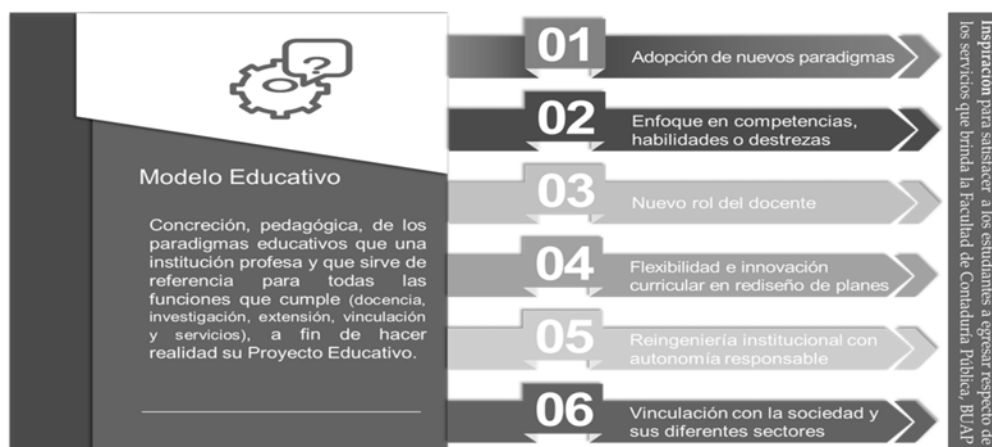 ?
Modelo Educativo
Concreción, pedagógica, de los
paradigmas educativos que una
institución profesa y que sirve de
referencia para todas las
funciones que cumple (docencia,
investigación, extensión, vinculación
y servicios), a fin de hacer
realidad su Proyecto Educativo.
01
Adopción de nuevos paradigmas
02
Enfoque en competencias,
habilidades o destrezas
03
Nuevo rol del docente
04
Flexibilidad e innovación
curricular en rediseño de planes
05
Reingeniería institucional con
autonomía responsable
06
Vinculación con la sociedad y
sus diferentes sectores
Inspiración para satisfacer a los estudiantes a egresar respecto de
los servicios que brinda la Facultad de Contaduría Pública, BUAP